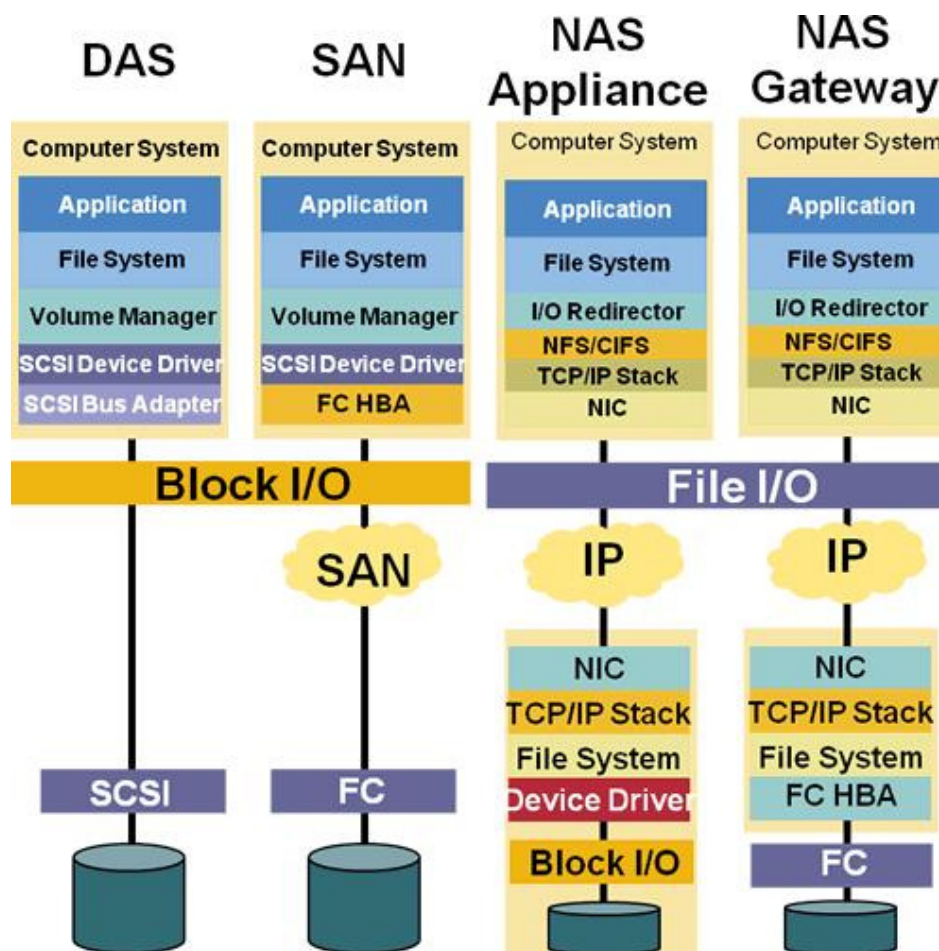 DAS
SAN
NAS
Appliance
NAS
Gateway
Computer System
Application
File System
Volume Manager
SCSI Device Driver
SCSI Bus Adapter
Computer System
Application
File System
Volume Manager
SCSI Device Driver
FC HBA
Computer System
Application
File System
I/O Redirector
NFS/CIFS
TCP/IP Stack
NIC
Computer System
Application
File System
I/O Redirector
NFS/CIFS
TCP/IP Stack
NIC
Block I/O
File I/O
SAN
IP
IP
SCSI
FC
NIC
TCP/IP Stack
File System
Device Driver
Block I/O
NIC
TCP/IP Stack
File System
FC HBA
FC